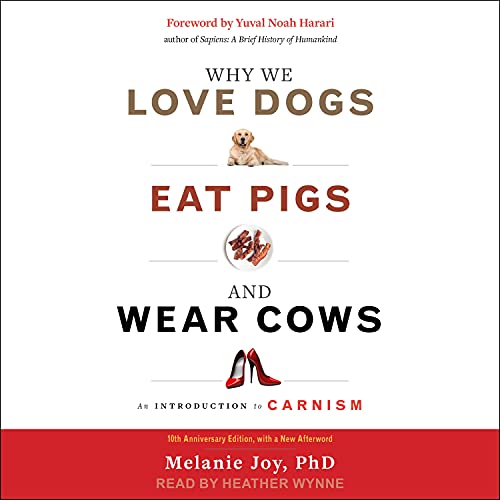 Foreword by Yuval Noah Harari
author of Sapiens: A Brief History of Humankind
WHY WE
LOVE DOGS
EAT PIGS
AND
WEAR COWS
An INTRODUCTION to CARNISM
10th Anniversary Edition, with a New Afterword
Melanie Joy, PhD
READ BY HEATHER WYNNE